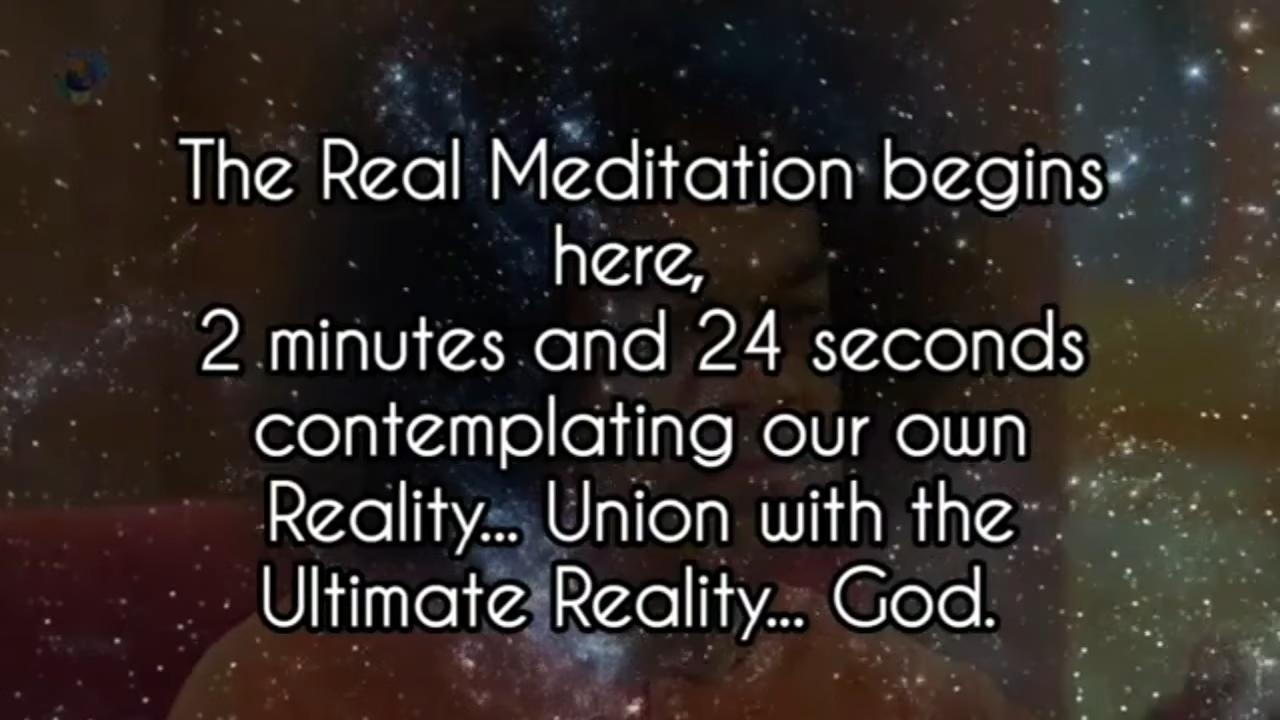 The Real Meditation begins
here,
2 minutes and 24 seconds
contemplating our own
Reality... Union with the
Ultimate Reality... God.